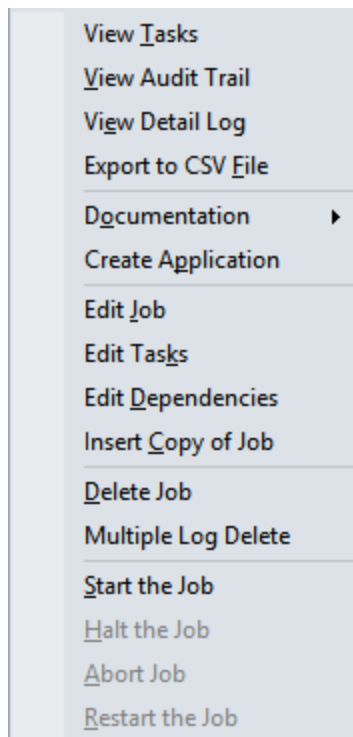 View Tasks
View Audit Trail
View Detail Log
Export to CSV File
Documentation
Create Application
Edit Job
Edit Tasks
Edit Dependencies
Insert Copy of Job
Delete Job
Multiple Log Delete
Start the Job
Halt the Job
Abort Job
Restart the Job